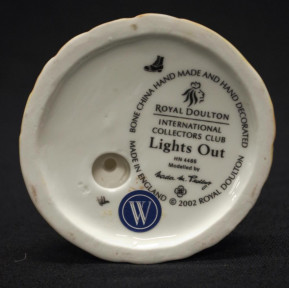 BONE CHINA HAND MADE AND HAND DECORATED
ROYAL DOULTON
INTERNATIONAL
COLLECTORS CLUB
Lights Out
HN 4465
Modelled by
MADE IN ENGLAND © 2002 ROYAL DOULTON
W